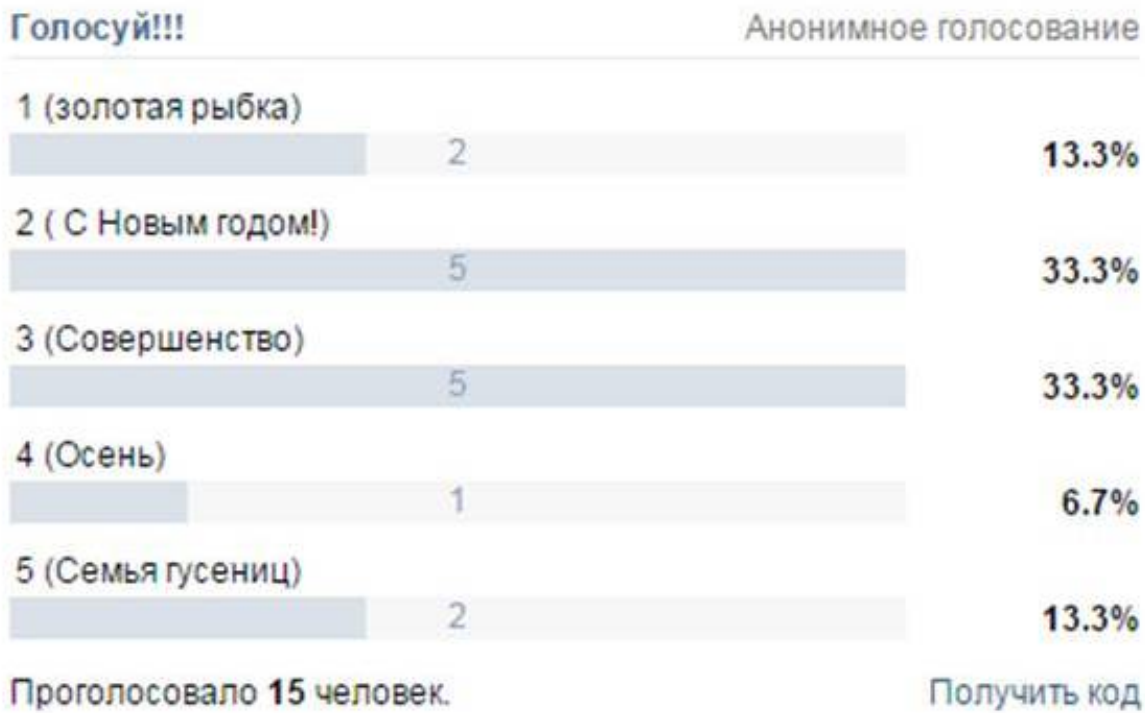 Голосуй!!! Анонимное голосование
1 (золотая рыбка)
2 13.3%
2 ( С Новым годом!)
5 33.3%
3 (Совершенство)
5 33.3%
4 (Осень)
1 6.7%
5 (Семья гусениц)
2 13.3%
Проголосовало 15 человек. Получить код